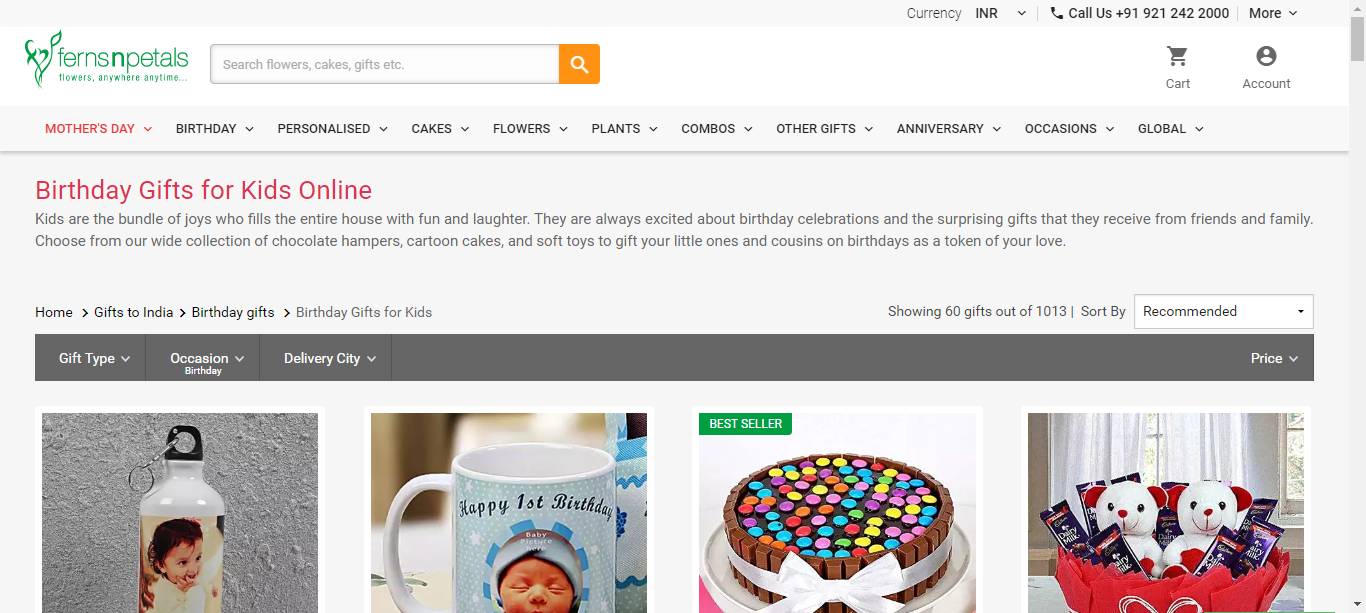 Currency INR Call Us +91 921 242 2000 More
fernsnpetals
flowers, anywhere anytime...
Search flowers, cakes, gifts etc.
Cart Account
MOTHER'S DAY BIRTHDAY PERSONALISED CAKES FLOWERS PLANTS COMBOS OTHER GIFTS ANNIVERSARY OCCASIONS GLOBAL
Birthday Gifts for Kids Online
Kids are the bundle of joys who fills the entire house with fun and laughter. They are always excited about birthday celebrations and the surprising gifts that they receive from friends and family.
Choose from our wide collection of chocolate hampers, cartoon cakes, and soft toys to gift your little ones and cousins on birthdays as a token of your love.
Home > Gifts to India > Birthday gifts > Birthday Gifts for Kids Showing 60 gifts out of 1013 | Sort By Recommended
Gift Type Occasion Delivery City Price
Birthday
BEST SELLER
Happy 1st Birthday
Baby
Picture
here
Dairy
Milk
Dairy
Milk
Dairy
Milk